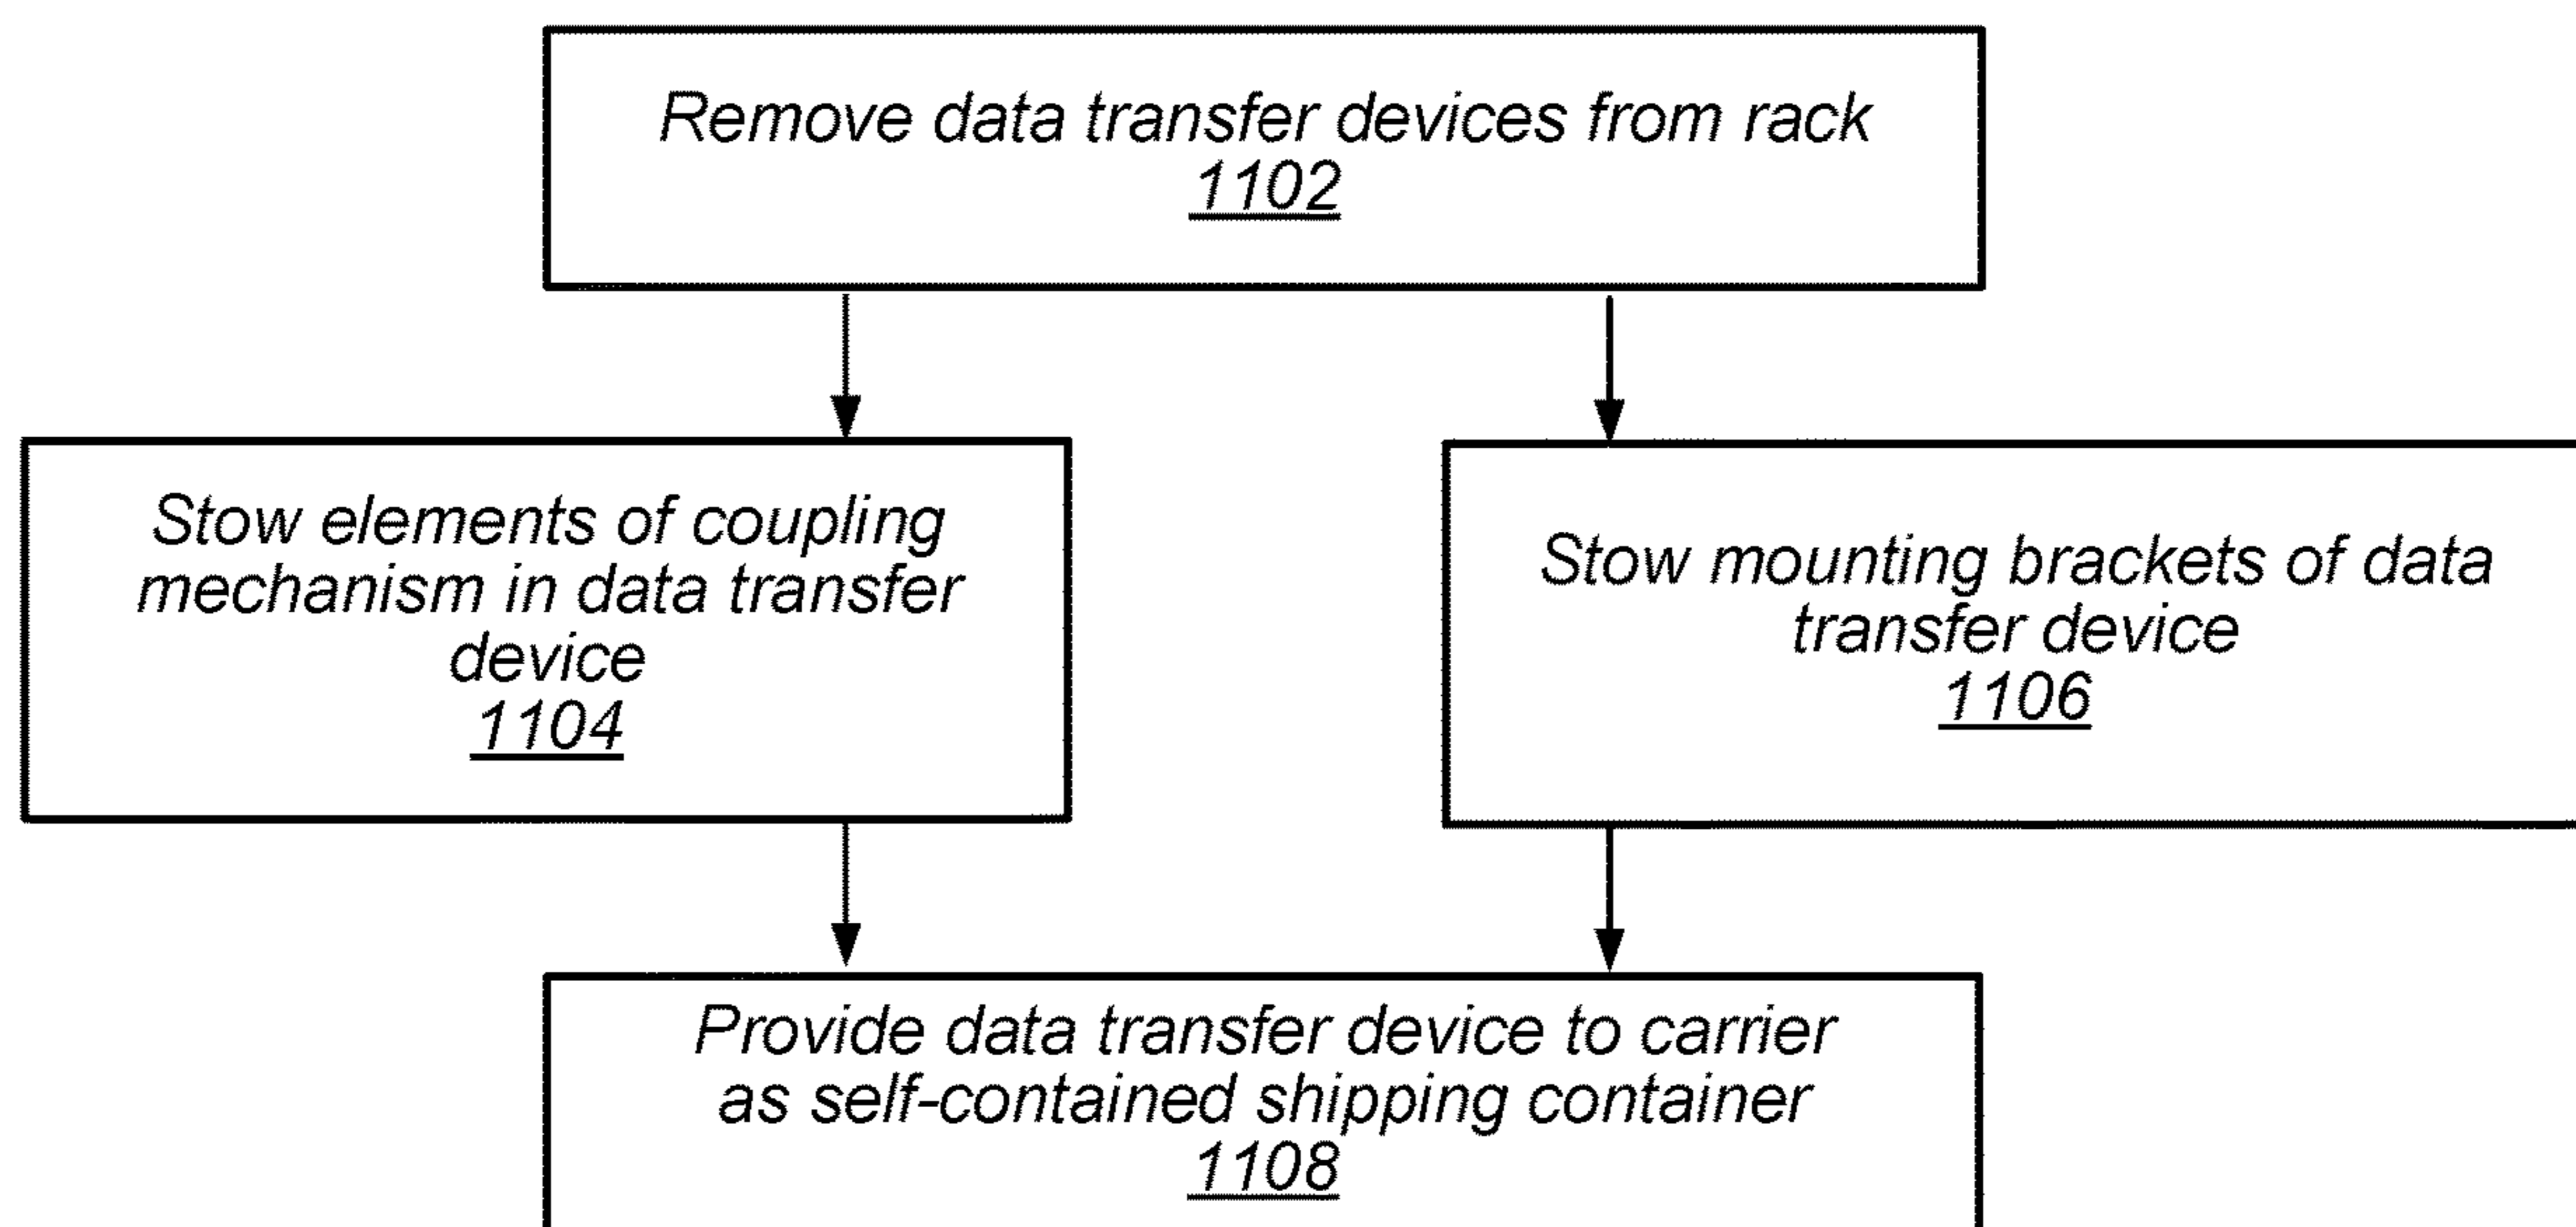 Remove data transfer devices from rack
1102
Stow elements of coupling
mechanism in data transfer
device
1104
Stow mounting brackets of data
transfer device
1106
Provide data transfer device to carrier
as self-contained shipping container
1108